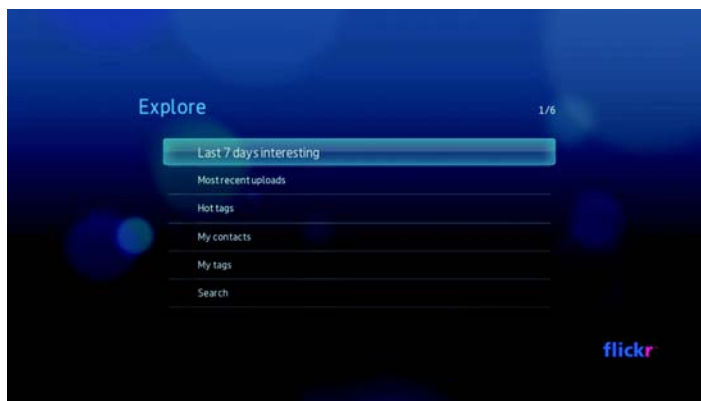 Explore
1/6
Last 7 days interesting
Most recent uploads
Hot tags
My contacts
My tags
Search
flickr